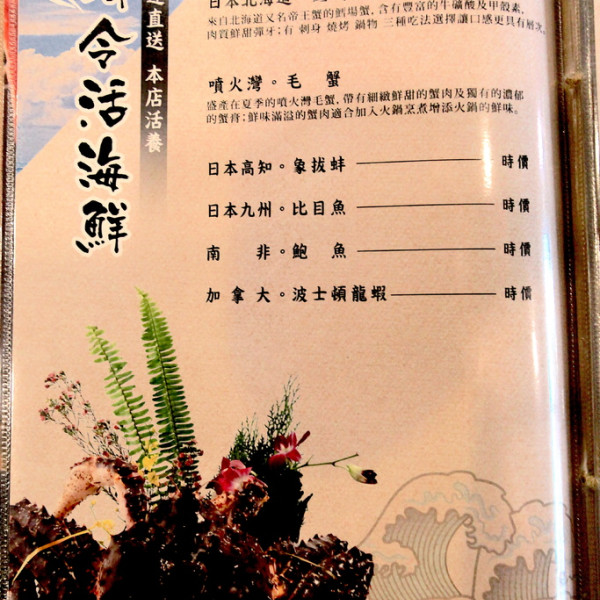 令活海鮮
直送 本店活養
日本北海道
來自北海道又名帝王蟹的鱈場蟹,含有豐富的牛磺酸及甲殼素,
肉質鮮甜彈牙;有 刺身 燒烤 鍋物 三種吃法選擇讓口感更具有層次。
噴火灣。毛 蟹
盛產在夏季的噴火灣毛蟹,帶有細緻鮮甜的蟹肉及獨有的濃郁
的蟹膏;鮮味滿溢的蟹肉適合加入火鍋烹煮增添火鍋的鮮味。
日本高知。象拔蚌 時價
日本九州。比目魚 時價
南 非。鮑 魚 時價
加 拿 大。波士頓龍蝦 時價